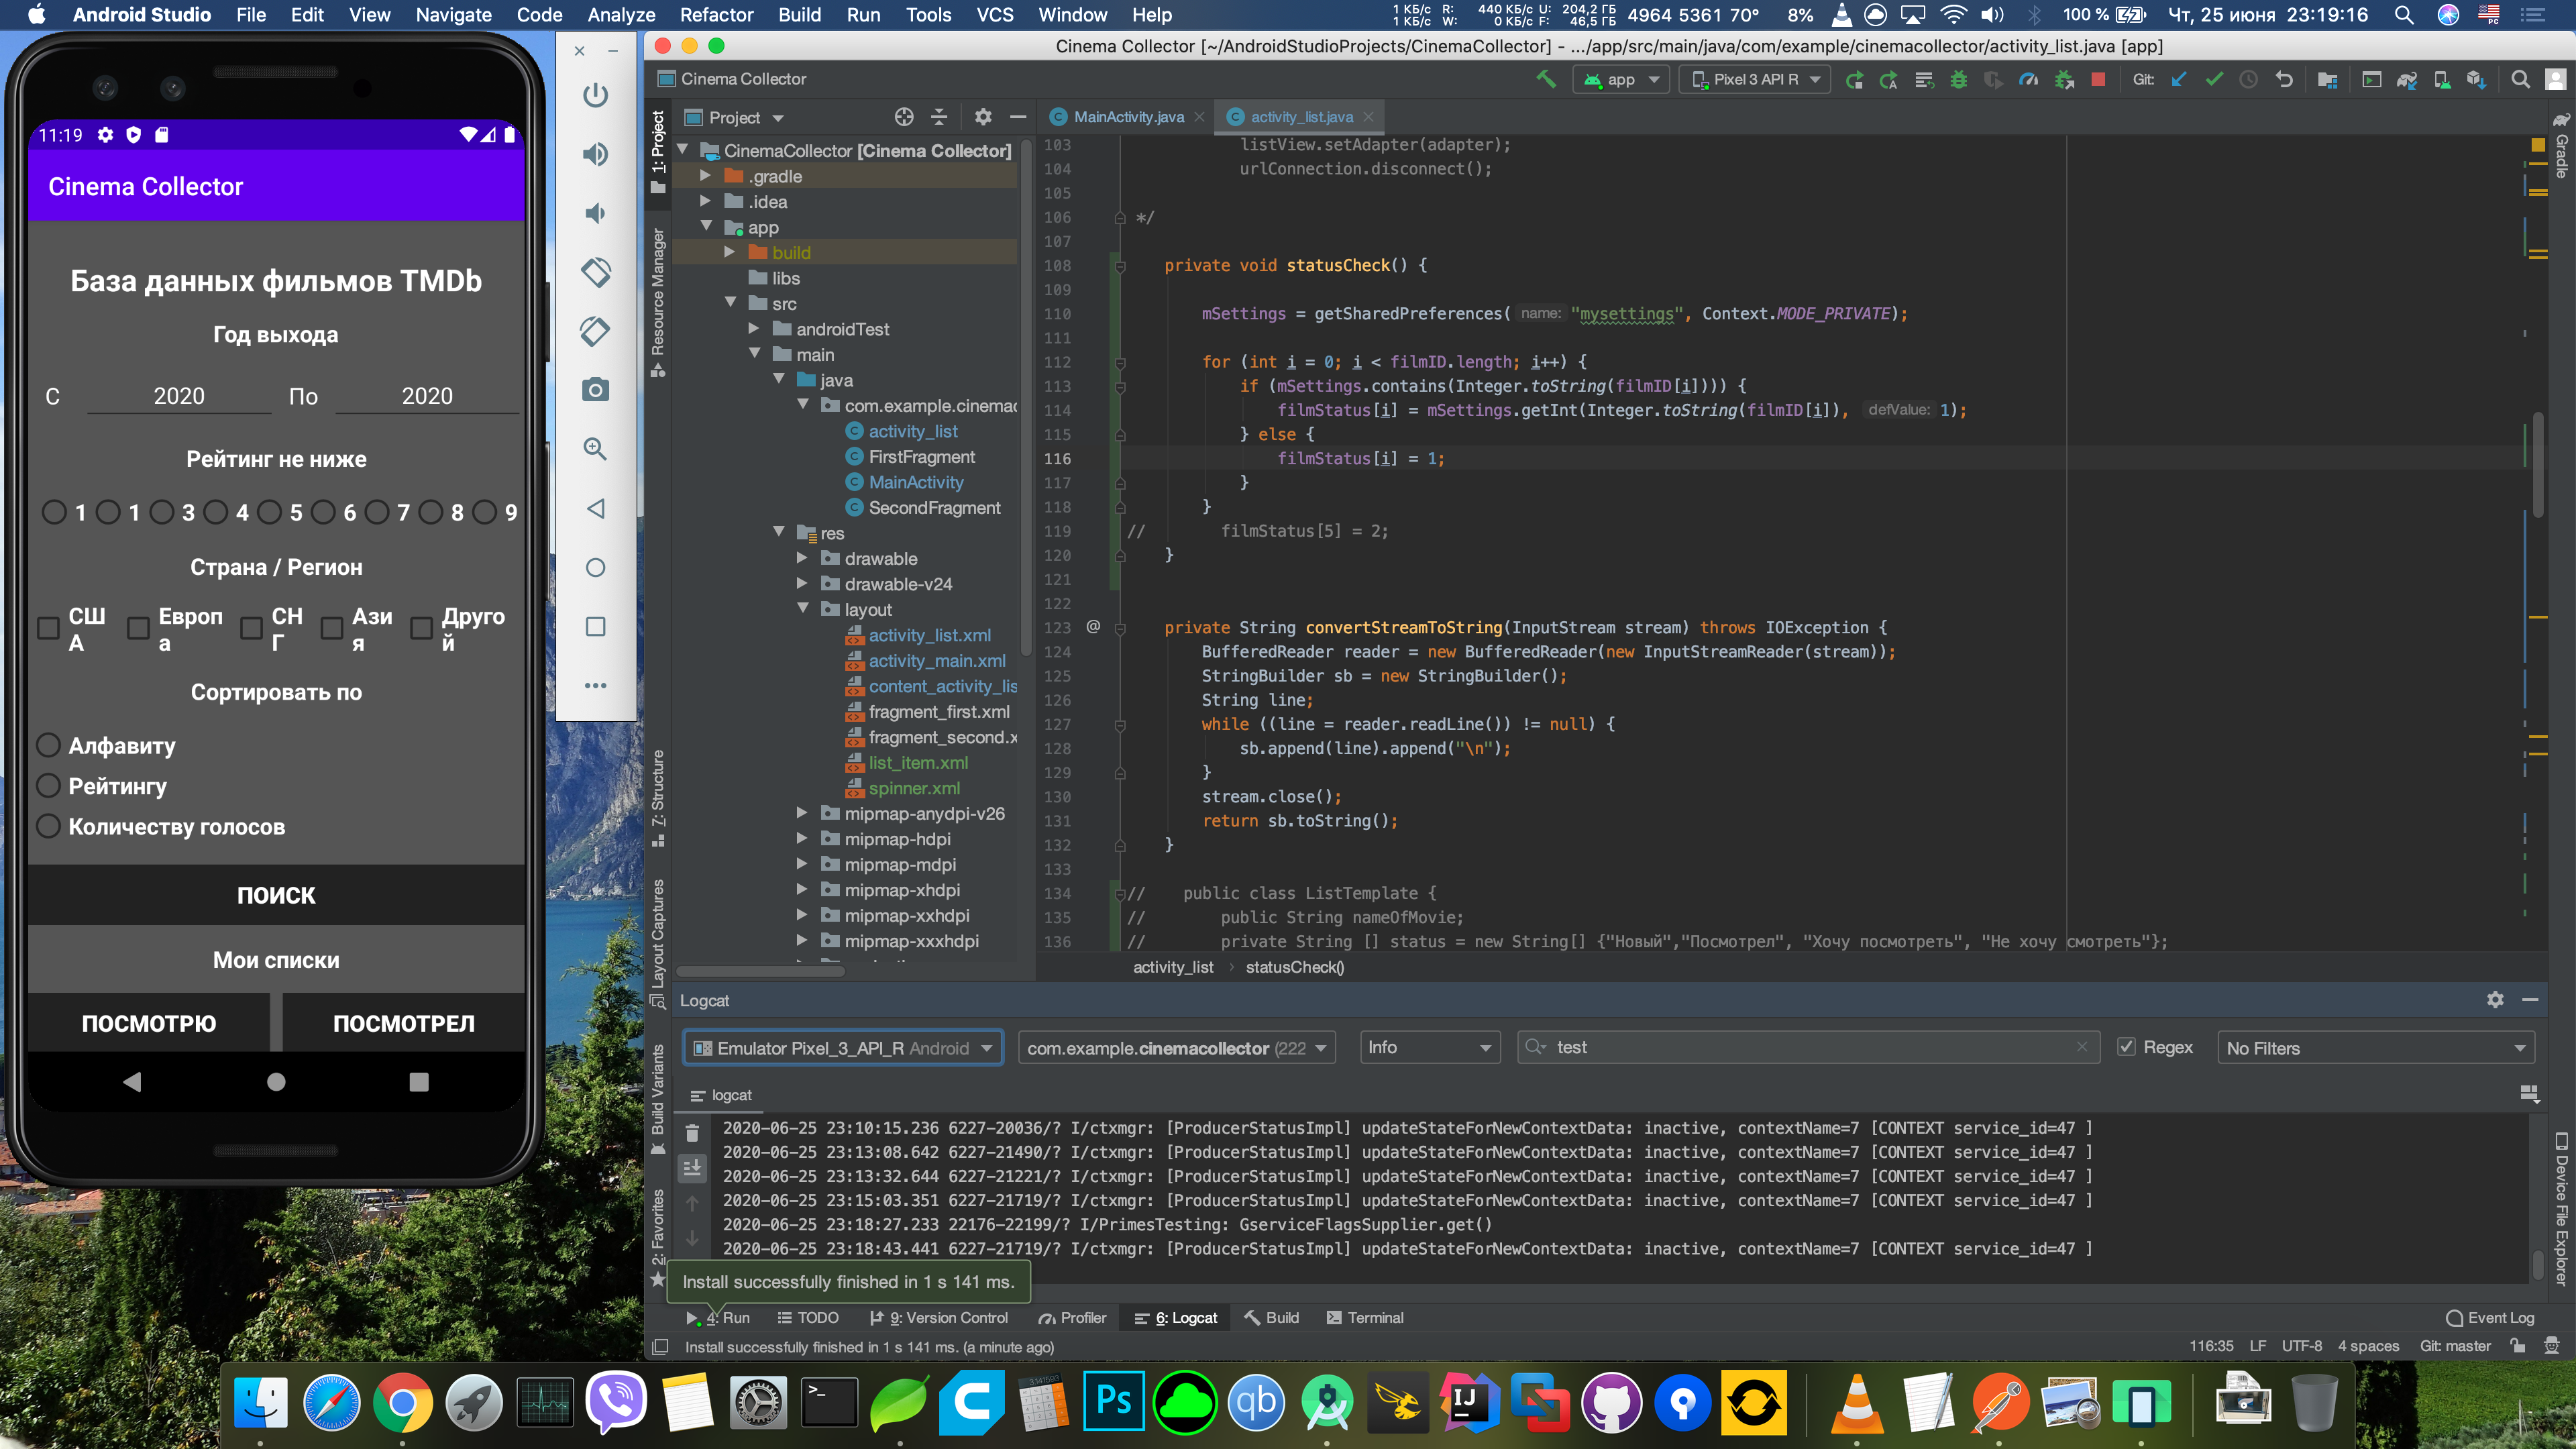 Android Studio File Edit View Navigate Code Analyze Refactor Build Run Tools VCS Window Help
1 КБ/с R: 440 КБ/с U: 204,2 ГБ
1 КБ/с W: 0 КБ/с F: 46,5 ГБ
4964 5361 70° 8% 100 % Чт, 25 июня 23:19:16
Cinema Collector [~/AndroidStudioProjects/CinemaCollector] - .../app/src/main/java/com/example/cinemacollector/activity_list.java [app]
Cinema Collector app Pixel 3 API R Git:
11:19
Cinema Collector
База данных фильмов TMDb
Год выхода
С 2020 По 2020
Рейтинг не ниже
1 1 3 4 5 6 7 8 9
Страна / Регион
СШ
А
Европ
а
СН
Г
Ази
я
Друго
й
Сортировать по
Алфавиту
Рейтингу
Количеству голосов
ПОИСК
Мои списки
ПОСМОТРЮ ПОСМОТРЕЛ
1: Project
Resource Manager
7: Structure
Layout Captures
Build Variants
2: Favorites
Project
CinemaCollector [Cinema Collector]
.gradle
.idea
app
build
libs
src
androidTest
main
java
com.example.cinemac
activity_list
FirstFragment
MainActivity
SecondFragment
res
drawable
drawable-v24
layout
activity_list.xml
activity_main.xml
content_activity_lis
fragment_first.xml
fragment_second.x
list_item.xml
spinner.xml
mipmap-anydpi-v26
mipmap-hdpi
mipmap-mdpi
mipmap-xhdpi
mipmap-xxhdpi
mipmap-xxxhdpi
MainActivity.java activity_list.java
103 listView.setAdapter(adapter);
104 urlConnection.disconnect();
105
106 */
107
108 private void statusCheck() {
109
110 mSettings = getSharedPreferences( name: "mysettings", Context.MODE_PRIVATE);
111
112 for (int i = 0; i < filmID.length; i++) {
113 if (mSettings.contains(Integer.toString(filmID[i]))) {
114 filmStatus[i] = mSettings.getInt(Integer.toString(filmID[i]), defValue: 1);
115 } else {
116 filmStatus[i] = 1;
117 }
118 }
119 // filmStatus[5] = 2;
120 }
121
122
123 @ private String convertStreamToString(InputStream stream) throws IOException {
124 BufferedReader reader = new BufferedReader(new InputStreamReader(stream));
125 StringBuilder sb = new StringBuilder();
126 String line;
127 while ((line = reader.readLine()) != null) {
128 sb.append(line).append("\n");
129 }
130 stream.close();
131 return sb.toString();
132 }
133
134 // public class ListTemplate {
135 // public String nameOfMovie;
136 // private String [] status = new String[] {"Новый","Посмотрел", "Хочу посмотреть", "Не хочу смотреть"};
activity_list › statusCheck()
Gradle
Device File Explorer
Logcat
Emulator Pixel_3_API_R Android com.example.cinemacollector (222 Info test Regex No Filters
logcat
2020-06-25 23:10:15.236 6227-20036/? I/ctxmgr: [ProducerStatusImpl] updateStateForNewContextData: inactive, contextName=7 [CONTEXT service_id=47 ]
2020-06-25 23:13:08.642 6227-21490/? I/ctxmgr: [ProducerStatusImpl] updateStateForNewContextData: inactive, contextName=7 [CONTEXT service_id=47 ]
2020-06-25 23:13:32.644 6227-21221/? I/ctxmgr: [ProducerStatusImpl] updateStateForNewContextData: inactive, contextName=7 [CONTEXT service_id=47 ]
2020-06-25 23:15:03.351 6227-21719/? I/ctxmgr: [ProducerStatusImpl] updateStateForNewContextData: inactive, contextName=7 [CONTEXT service_id=47 ]
2020-06-25 23:18:27.233 22176-22199/? I/PrimesTesting: GserviceFlagsSupplier.get()
2020-06-25 23:18:43.441 6227-21719/? I/ctxmgr: [ProducerStatusImpl] updateStateForNewContextData: inactive, contextName=7 [CONTEXT service_id=47 ]
Install successfully finished in 1 s 141 ms.
4: Run TODO 9: Version Control Profiler 6: Logcat Build Terminal Event Log
Install successfully finished in 1 s 141 ms. (a minute ago) 116:35 LF UTF-8 4 spaces Git: master
Ps qb IJ